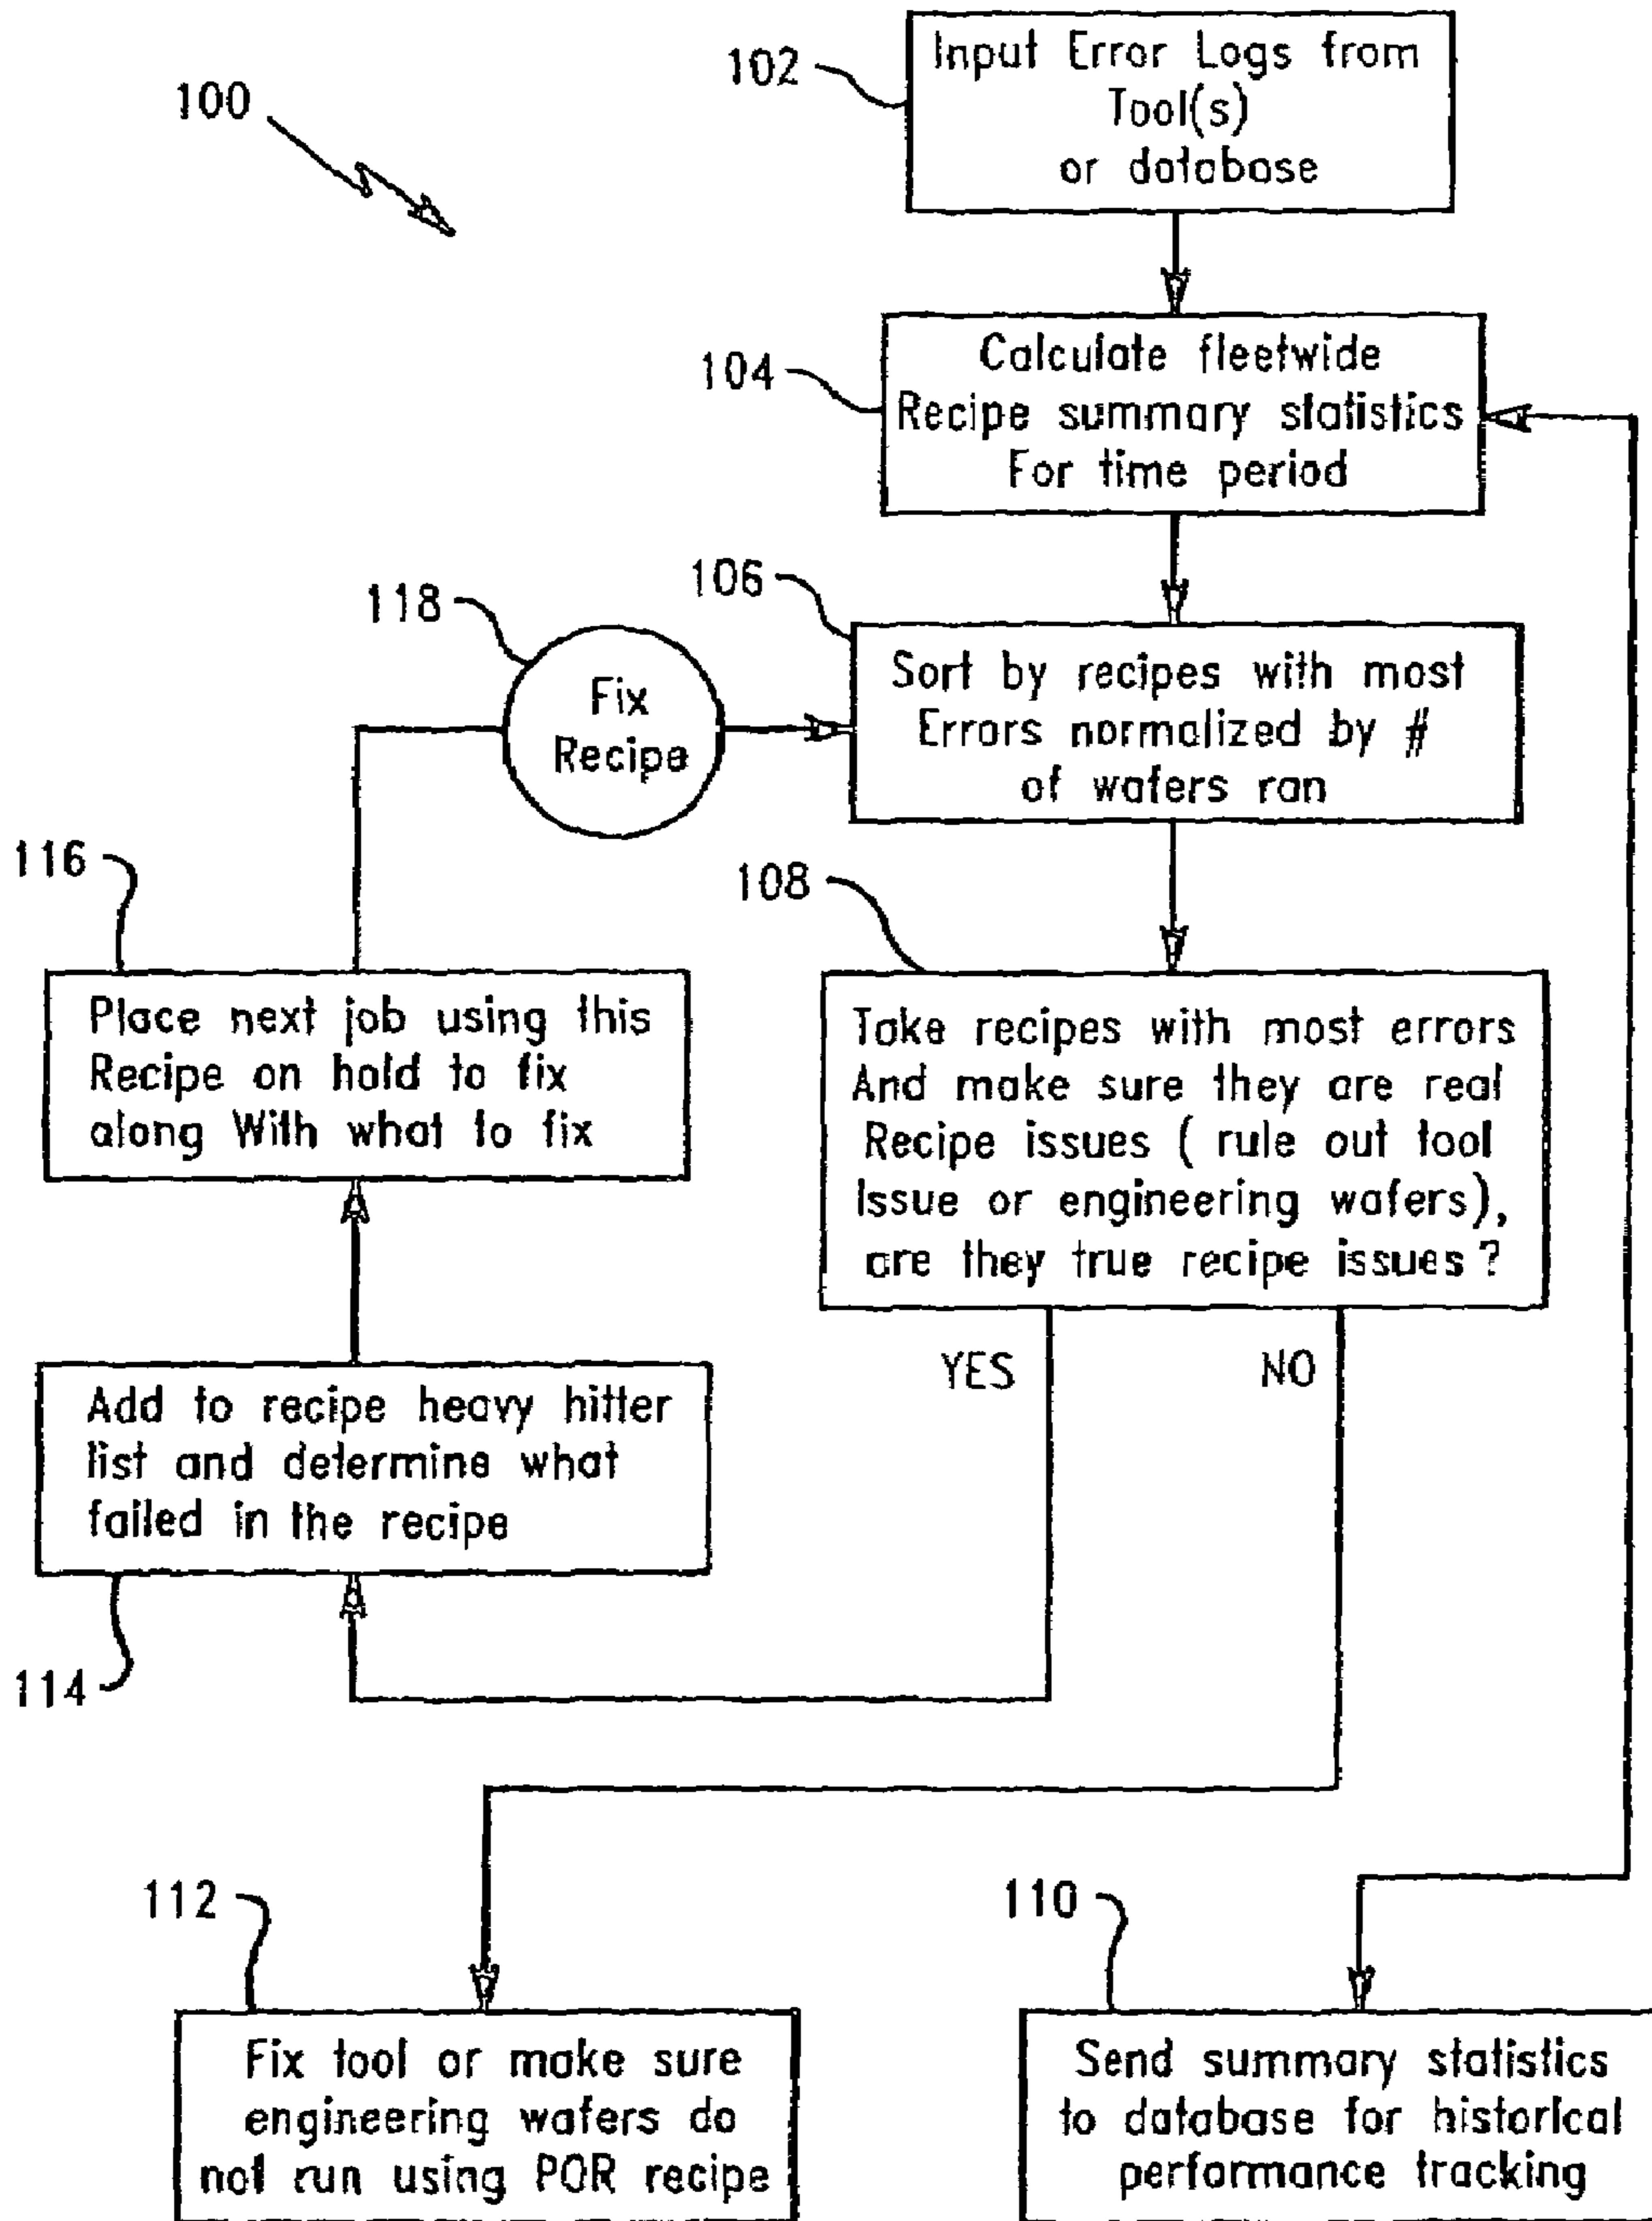 100
102
Input Error Logs from
Tool(s)
or database
104
Calculate fleetwide
Recipe summary statistics
For time period
106
Sort by recipes with most
Errors normalized by #
of wafers ran
118
Fix
Recipe
108
Take recipes with most errors
And make sure they are real
Recipe issues ( rule out tool
Issue or engineering wafers),
are they true recipe issues ?
YES
NO
116
Place next job using this
Recipe on hold to fix
along With what to fix
Add to recipe heavy hitter
list and determine what
failed in the recipe
114
112
Fix tool or make sure
engineering wafers do
not run using POR recipe
110
Send summary statistics
to database for historical
performance tracking